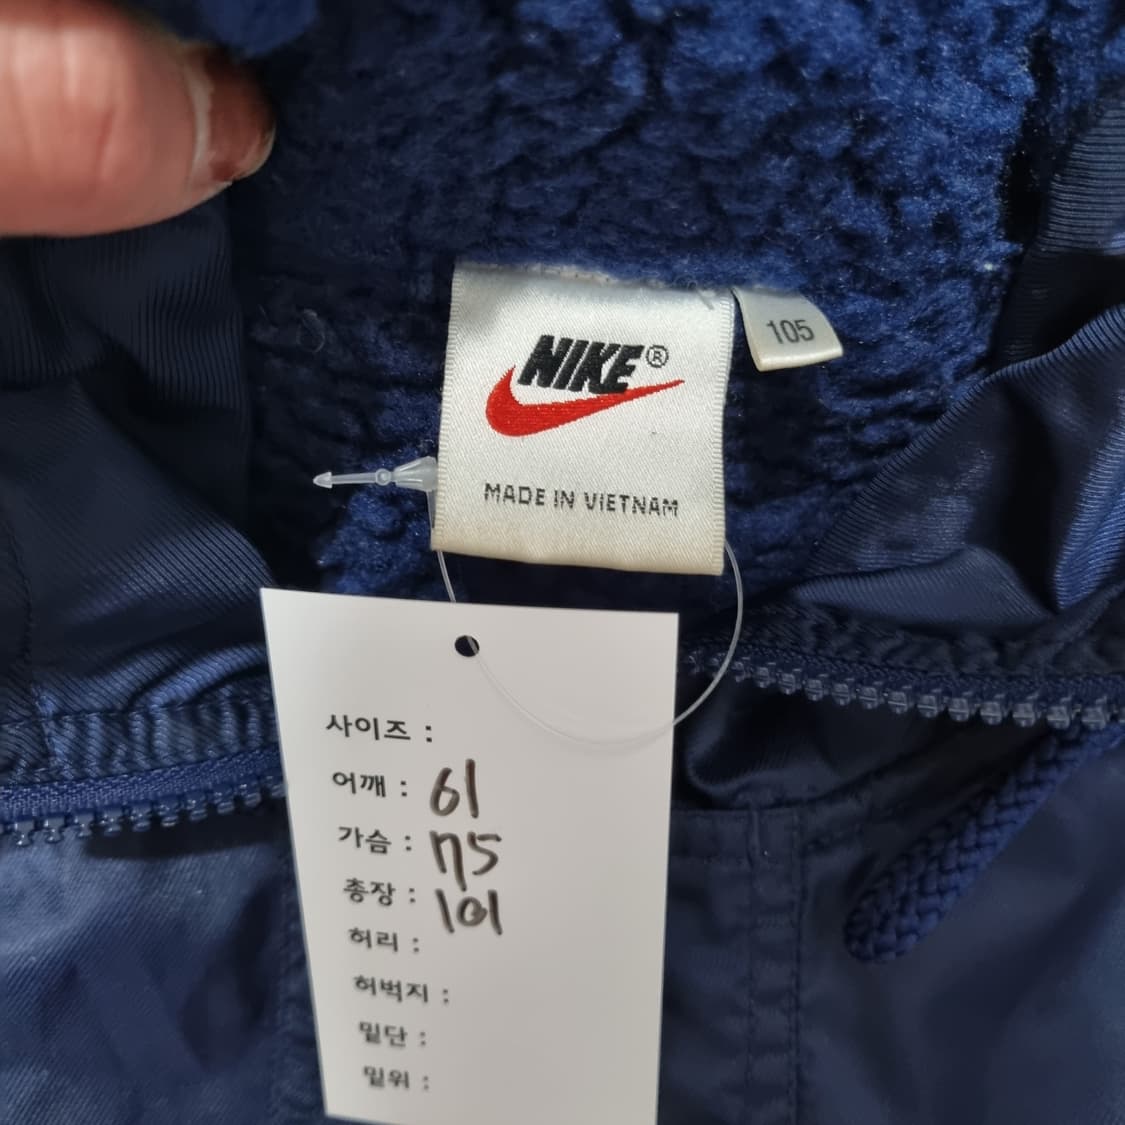 NIKE®
105
MADE IN VIETNAM
사이즈 :
어깨 : 61
가슴 : 75
총장 : 101
허리 :
허벅지 :
밑단 :
밑위 :